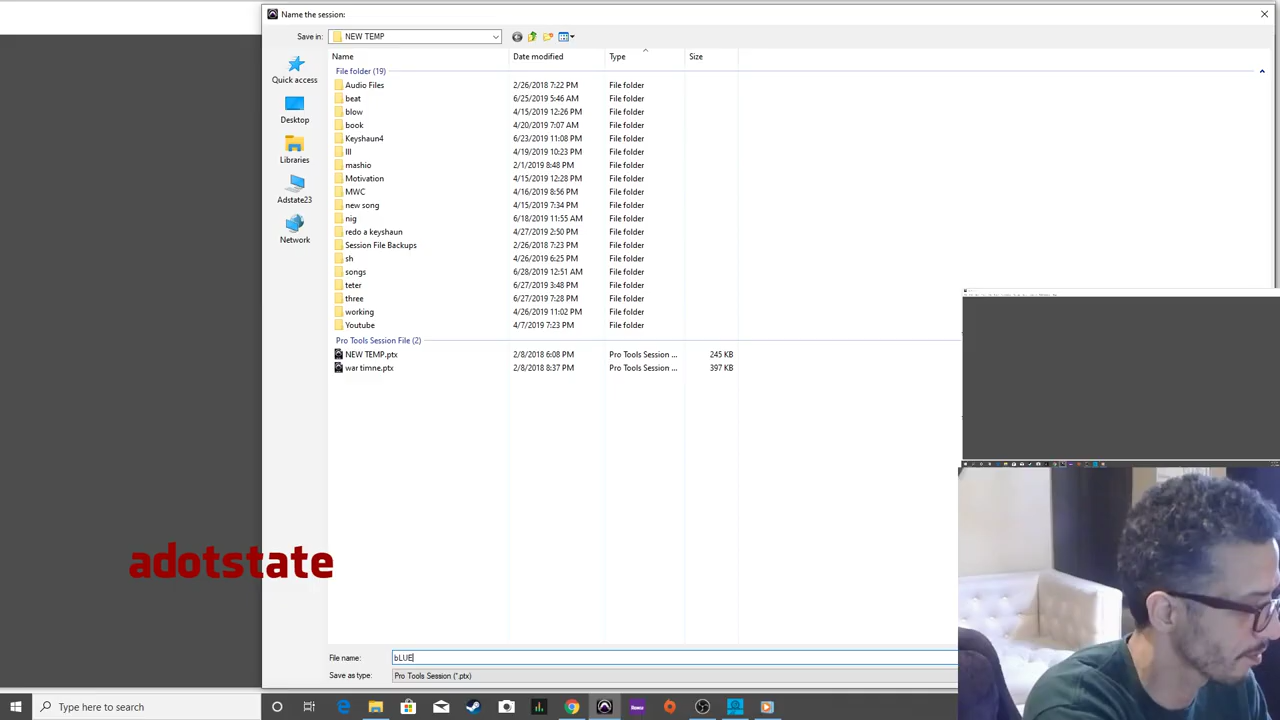 Name the session:
Save in:
NEW TEMP
Name
Date modified
Type
Size
File folder (19)
Audio Files 2/26/2018 7:22 PM File folder
beat 6/25/2019 5:46 AM File folder
blow 4/15/2019 12:26 PM File folder
book 4/20/2019 7:07 AM File folder
Keyshaun4 6/23/2019 11:08 PM File folder
lll 4/19/2019 10:23 PM File folder
mashio 2/1/2019 8:48 PM File folder
Motivation 4/15/2019 12:28 PM File folder
MWC 4/16/2019 8:56 PM File folder
new song 4/15/2019 7:34 PM File folder
nig 6/18/2019 11:55 AM File folder
redo a keyshaun 4/27/2019 2:50 PM File folder
Session File Backups 2/26/2018 7:23 PM File folder
sh 4/26/2019 6:25 PM File folder
songs 6/28/2019 12:51 AM File folder
teter 6/27/2019 3:48 PM File folder
three 6/27/2019 7:28 PM File folder
working 4/26/2019 11:02 PM File folder
Youtube 4/7/2019 7:23 PM File folder
Pro Tools Session File (2)
NEW TEMP.ptx 2/8/2018 6:08 PM Pro Tools Session ... 245 KB
war timne.ptx 2/8/2018 8:37 PM Pro Tools Session ... 397 KB
Quick access
Desktop
Libraries
Adstate23
Network
adotstate
File name: bLUE
Save as type: Pro Tools Session (*.ptx)
Type here to search
Roku